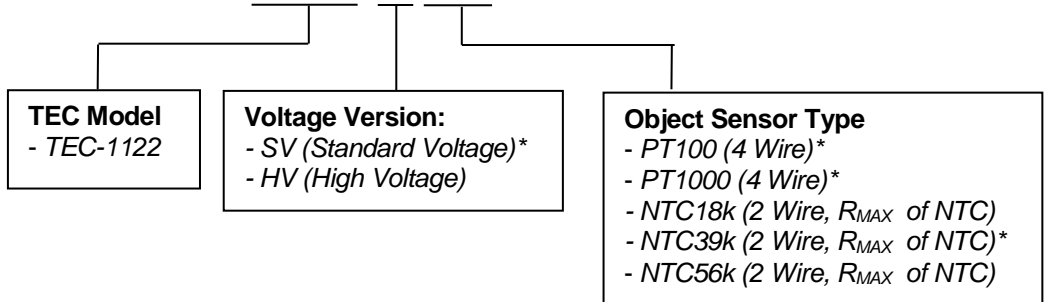 TEC Model
- TEC-1122
Voltage Version:
- SV (Standard Voltage)*
- HV (High Voltage)
Object Sensor Type
- PT100 (4 Wire)*
- PT1000 (4 Wire)*
- NTC18k (2 Wire, RMAX of NTC)
- NTC39k (2 Wire, RMAX of NTC)*
- NTC56k (2 Wire, RMAX of NTC)